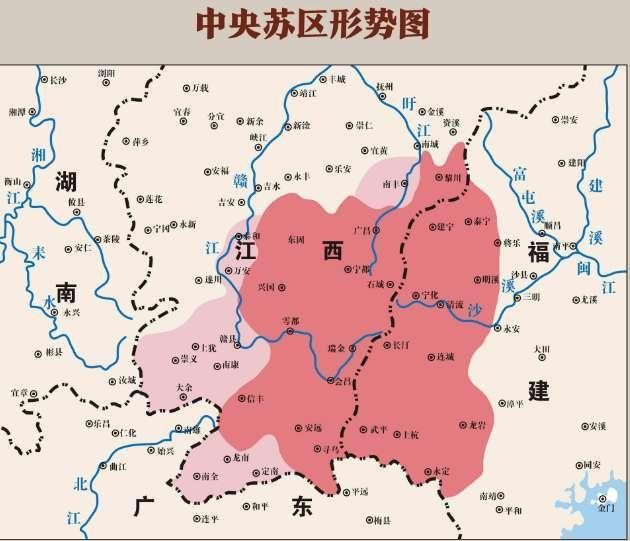 中央苏区形势图
长沙
浏阳
万载
靖江
丰城
抚州
金溪
资溪
崇安
湘潭
宜春
分宜
新余
新淦
崇仁
旴江
南城
萍乡
峡江
宜黄
建阳
湘江
衡山
湖南
攸县
莲花
安福
赣江
吉水
永丰
乐安
南丰
黎川
富屯溪
建溪
吉安
宁冈
永新
茶陵
安仁
耒水
泰和
东固
广昌
建宁
泰宁
将乐
顺昌
南平
江西
福建
万安
宁都
遂川
兴国
石城
宁化
清流
明溪
沙县
沙溪
闽江
三明
尤溪
永兴
雩都
永安
彬县
上犹
赣县
瑞金
长汀
连城
大田
崇义
南康
会昌
汝城
宜章
大余
信丰
漳平
乐昌
仁化
南雄
安远
武平
上杭
龙岩
安溪
始兴
寻乌
曲江
龙南
定南
南全
永定
同安
北江
广东
平远
南靖
金门
和平
平和
连平
梅县